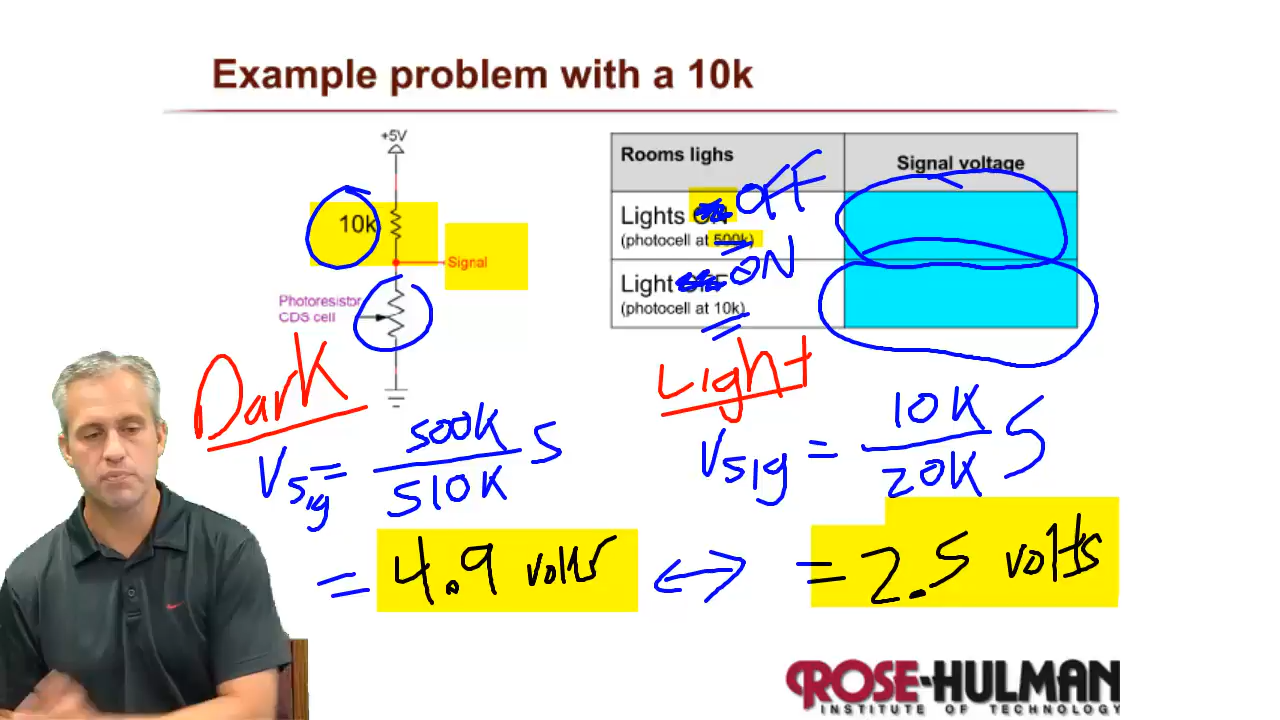 Example problem with a 10k
+5V
10k
Signal
Photoresistor
CDS cell
Rooms lighs
Signal voltage
Lights ON OFF
(photocell at 500k)
Light OFF ON
(photocell at 10k)
Dark
Vsig = 500K / 510K 5
= 4.9 volts
↔
Light
Vsig = 10K / 20K 5
= 2.5 volts
ROSE-HULMAN
INSTITUTE OF TECHNOLOGY